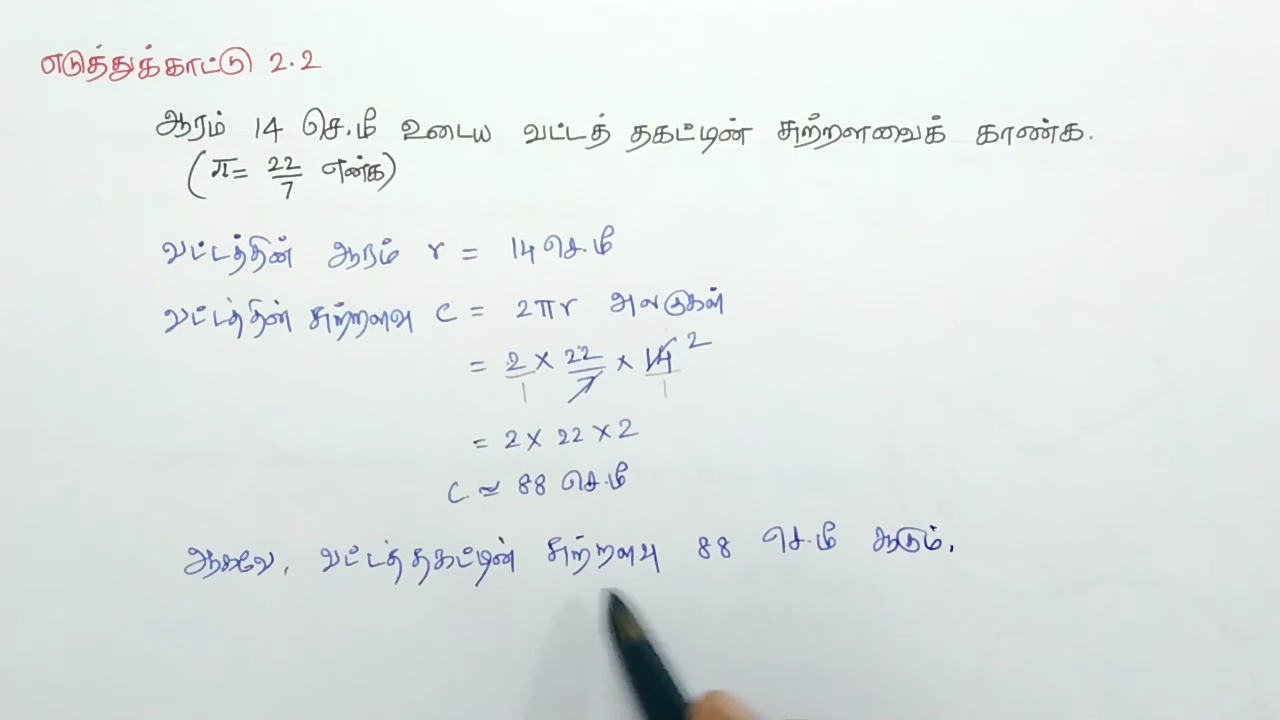 எடுத்துக்காட்டு 2.2
ஆரம் 14 செ.மீ உடைய வட்டத் தகட்டின் சுற்றளவைக் காண்க.
(π = 22/7 என்க)
வட்டத்தின் ஆரம் r = 14 செ.மீ
வட்டத்தின் சுற்றளவு C = 2πr அலகுகள்
= 2/1 × 22/7 × 14/1 2
= 2 × 22 × 2
C ≈ 88 செ.மீ
ஆகவே, வட்டத்தகட்டின் சுற்றளவு 88 செ.மீ ஆகும்.